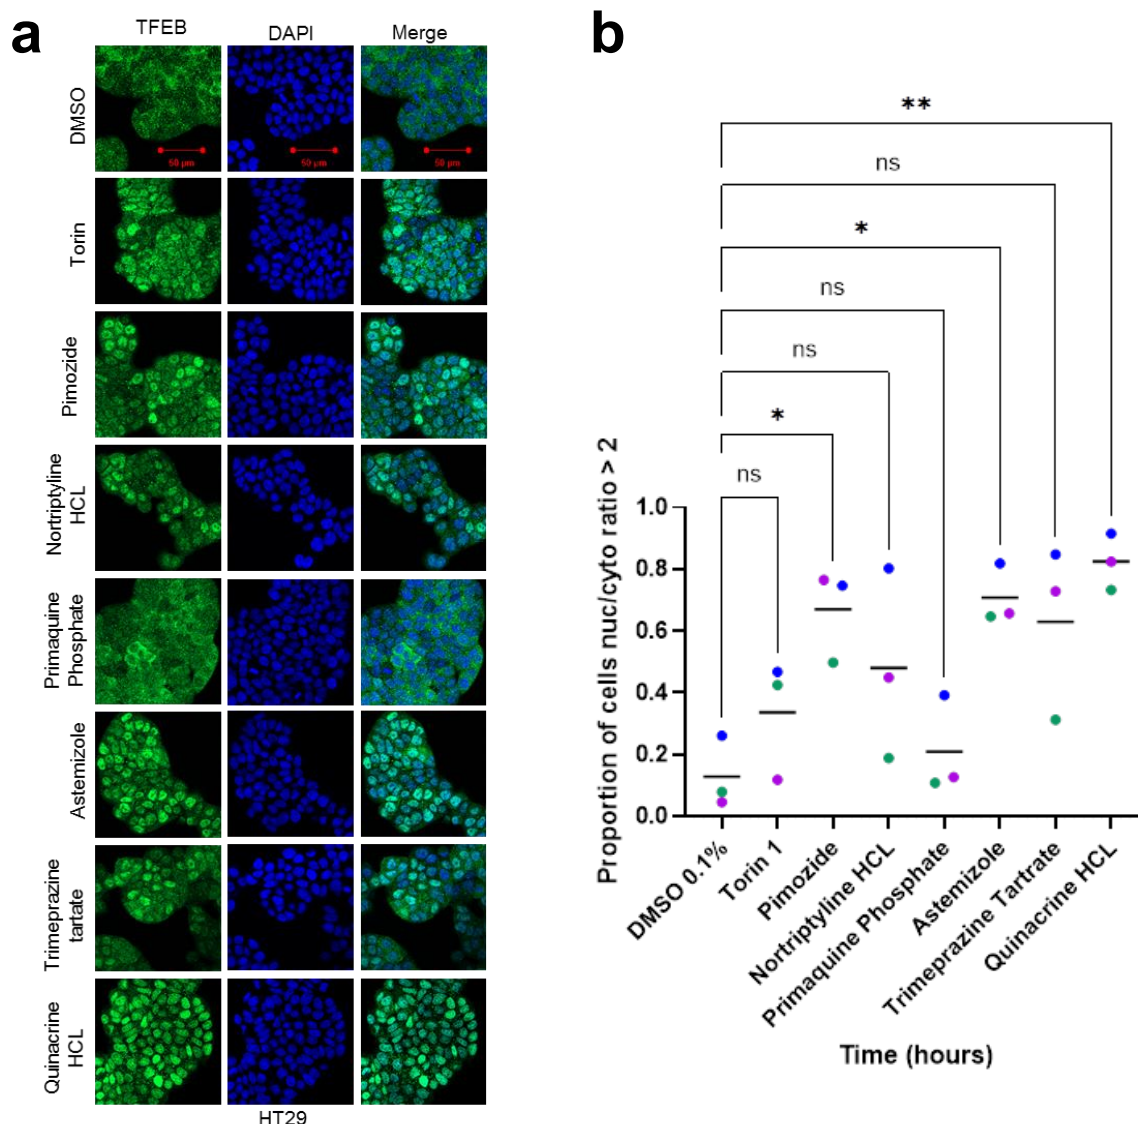 a
TFEB
DAPI
Merge
DMSO
50 µm
50 µm
50 µm
Torin
Pimozide
Nortriptyline
HCL
Primaquine
Phosphate
Astemizole
Trimeprazine
tartate
Quinacrine
HCL
HT29
b
**
ns
*
ns
ns
*
ns
Proportion of cells nuc/cyto ratio > 2
1.0
0.8
0.6
0.4
0.2
0.0
DMSO 0.1%
Torin 1
Pimozide
Nortriptyline HCL
Primaquine Phosphate
Astemizole
Trimeprazine Tartrate
Quinacrine HCL
Time (hours)